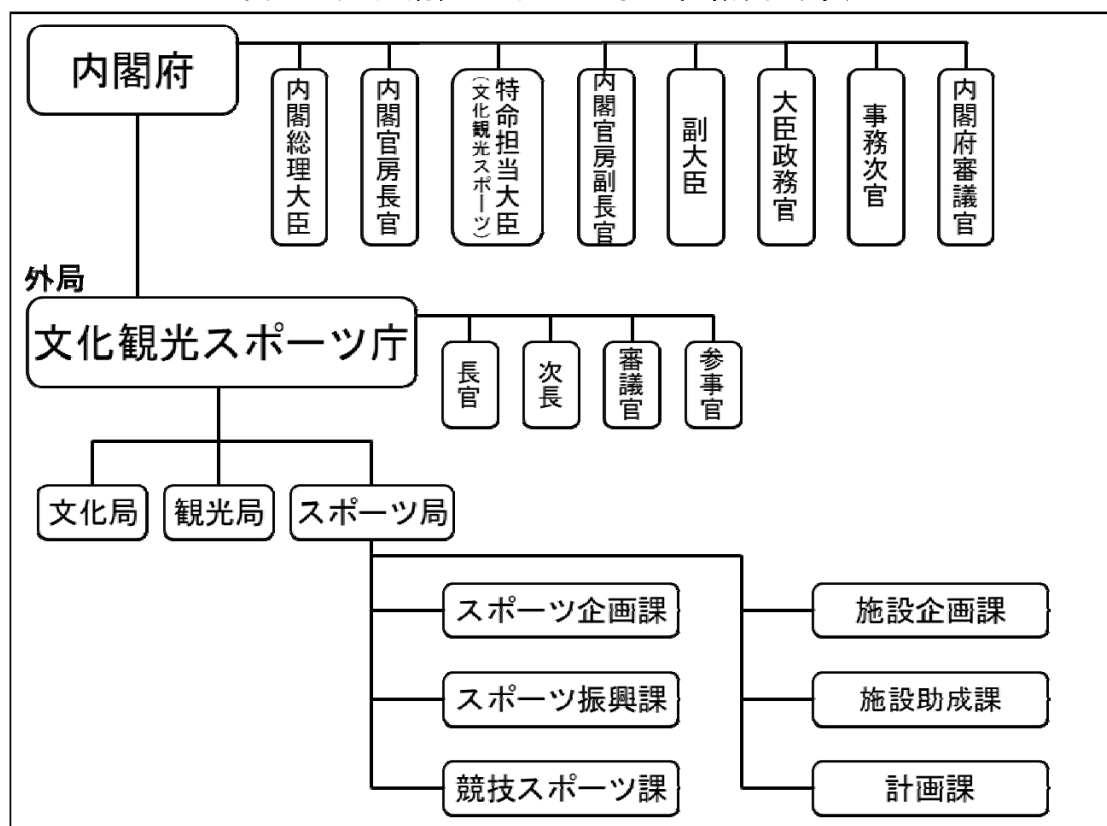 内閣府
内閣総理大臣
内閣官房長官
特命担当大臣
(文化観光スポーツ)
内閣官房副長官
副大臣
大臣政務官
事務次官
内閣府審議官
外局
文化観光スポーツ庁
長官
次長
審議官
参事官
文化局
観光局
スポーツ局
スポーツ企画課
施設企画課
スポーツ振興課
施設助成課
競技スポーツ課
計画課